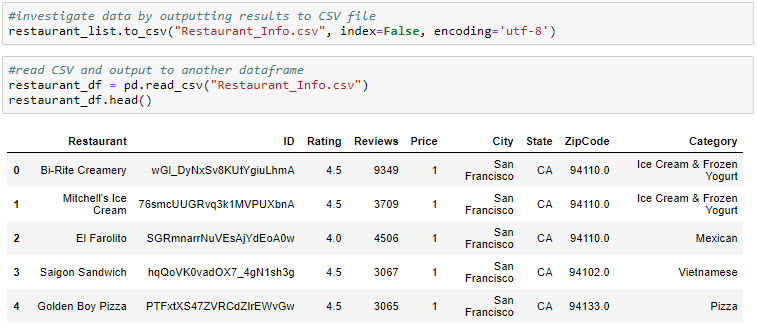 #investigate data by outputting results to CSV file
restaurant_list.to_csv("Restaurant_Info.csv", index=False, encoding='utf-8')
#read CSV and output to another dataframe
restaurant_df = pd.read_csv("Restaurant_Info.csv")
restaurant_df.head()
Restaurant ID Rating Reviews Price City State ZipCode Category
0 Bi-Rite Creamery wGl_DyNxSv8KUtYgiuLhmA 4.5 9349 1 San Francisco CA 94110.0 Ice Cream & Frozen Yogurt
1 Mitchell's Ice Cream 76smcUUGRvq3k1MVPUXbnA 4.5 3709 1 San Francisco CA 94110.0 Ice Cream & Frozen Yogurt
2 El Farolito SGRmnarrNuVEsAjYdEoA0w 4.0 4506 1 San Francisco CA 94110.0 Mexican
3 Saigon Sandwich hqQoVK0vadOX7_4gN1sh3g 4.5 3067 1 San Francisco CA 94102.0 Vietnamese
4 Golden Boy Pizza PTFxtXS47ZVRCdZIrEWvGw 4.5 3065 1 San Francisco CA 94133.0 Pizza